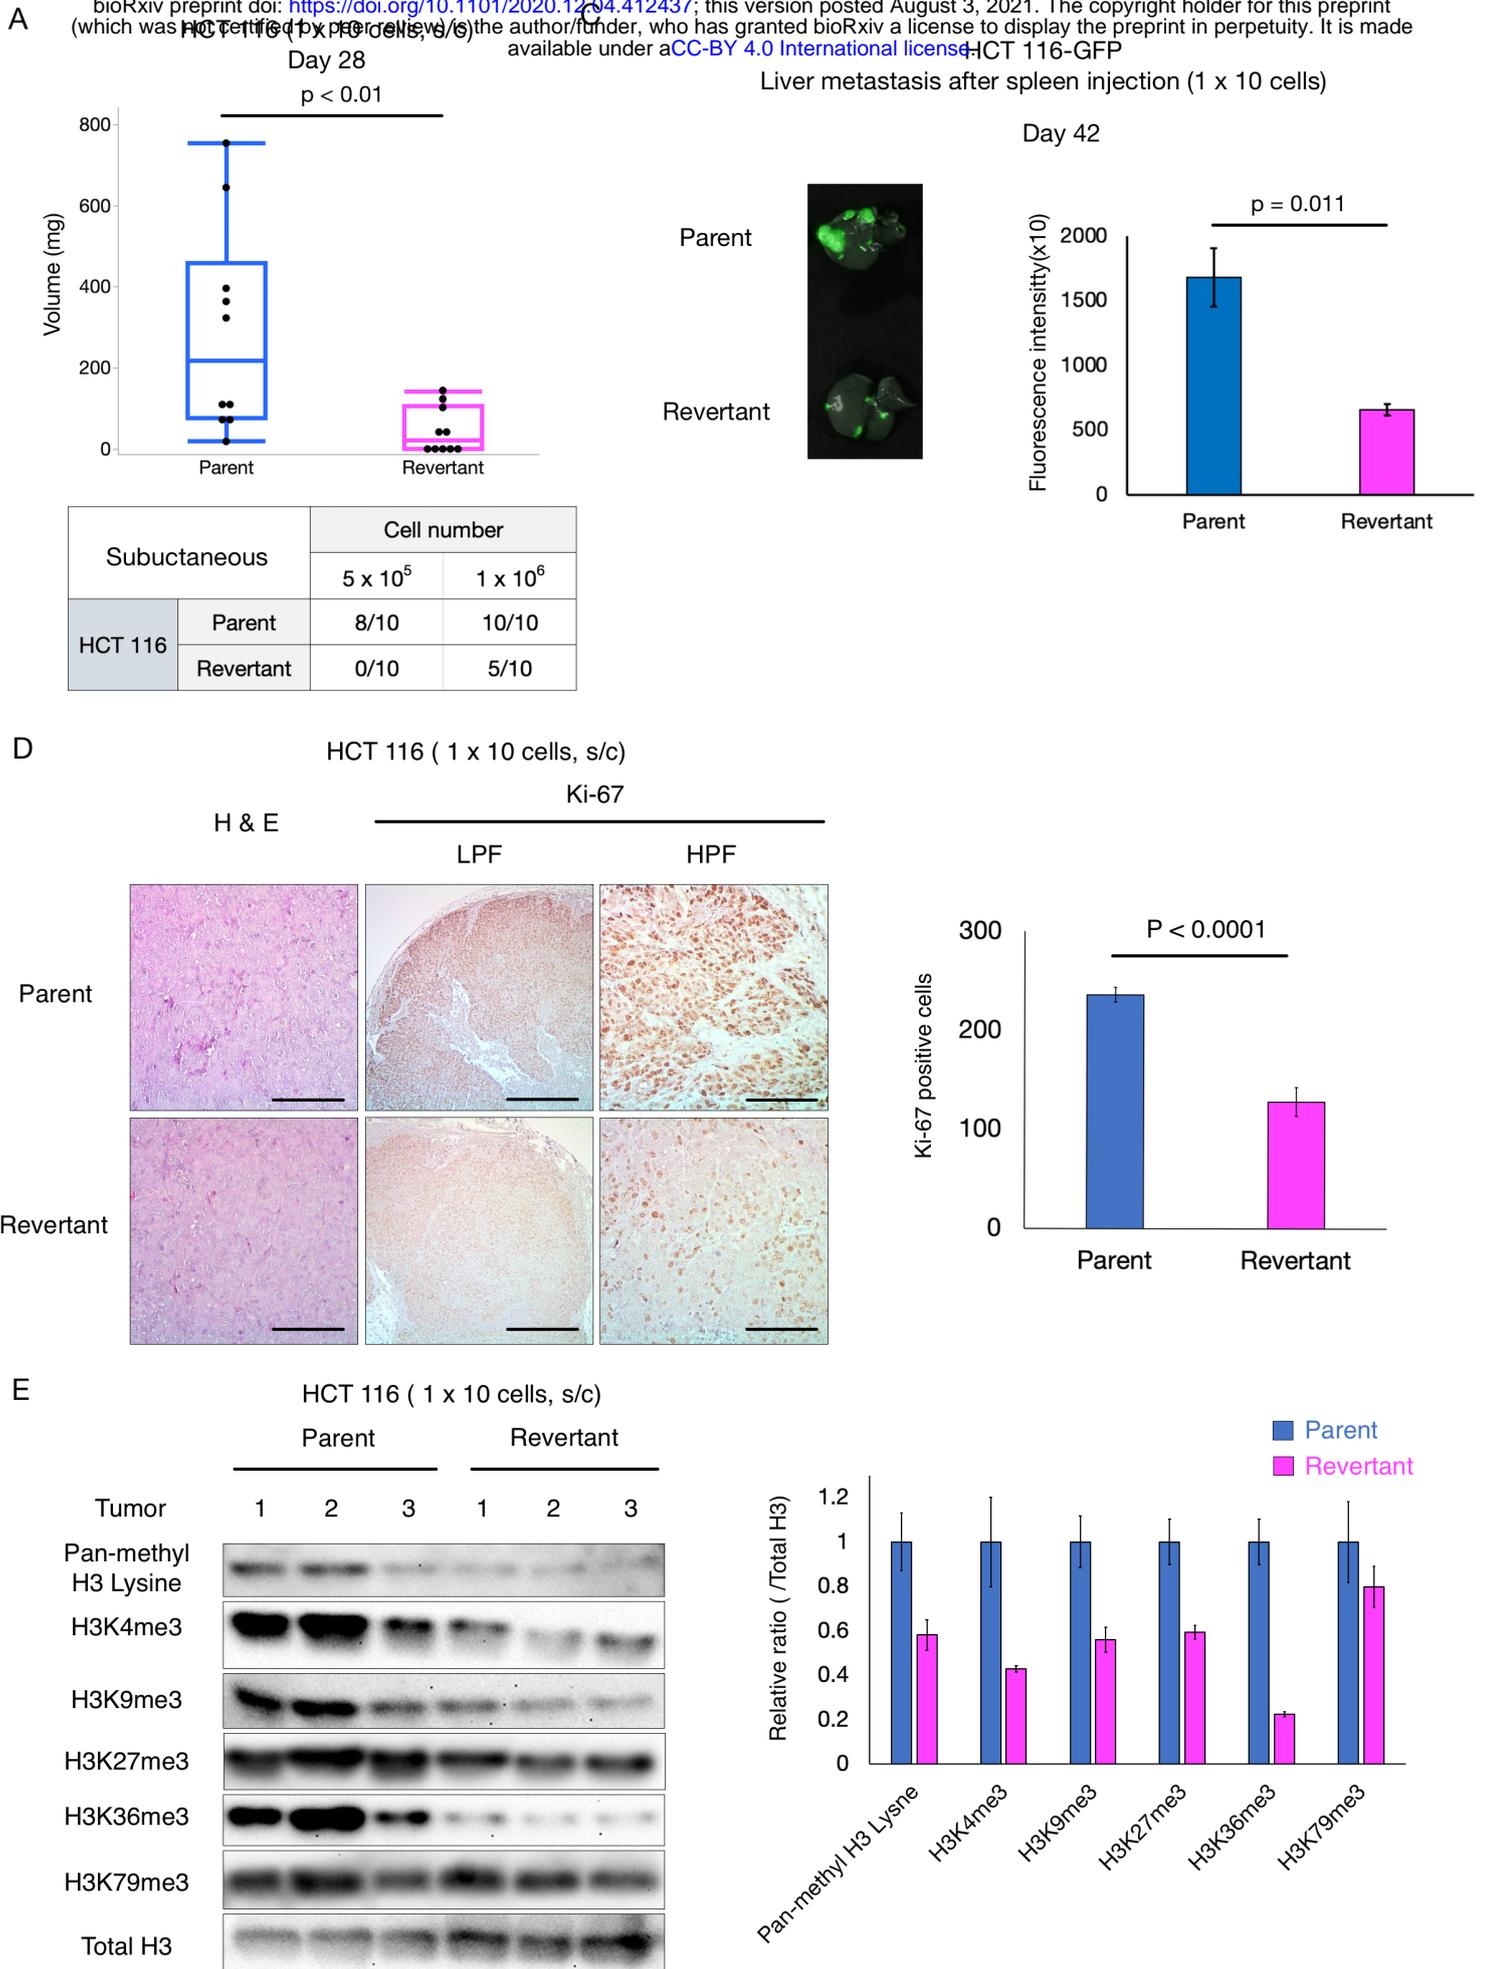 bioRxiv preprint doi: https://doi.org/10.1101/2020.12.04.412437; this version posted August 3, 2021. The copyright holder for this preprint
(which was not certified by peer review) is the author/funder, who has granted bioRxiv a license to display the preprint in perpetuity. It is made
available under aCC-BY 4.0 International license.
A
HCT 116 (1 x 10 cells, s/c)
Day 28
p < 0.01
Volume (mg)
800
600
400
200
0
Parent Revertant
Subuctaneous Cell number
5 x 10⁵ 1 x 10⁶
HCT 116
Parent 8/10 10/10
Revertant 0/10 5/10
C
HCT 116-GFP
Liver metastasis after spleen injection (1 x 10 cells)
Day 42
Parent
Revertant
p = 0.011
Fluorescence intensitty(x10)
2000
1500
1000
500
0
Parent Revertant
D
HCT 116 ( 1 x 10 cells, s/c)
H & E
Ki-67
LPF HPF
Parent
Revertant
P < 0.0001
Ki-67 positive cells
300
200
100
0
Parent Revertant
E
HCT 116 ( 1 x 10 cells, s/c)
Parent Revertant
Tumor 1 2 3 1 2 3
Pan-methyl
H3 Lysine
H3K4me3
H3K9me3
H3K27me3
H3K36me3
H3K79me3
Total H3
Parent
Revertant
Relative ratio ( /Total H3)
1.2
1
0.8
0.6
0.4
0.2
0
Pan-methyl H3 Lysne
H3K4me3
H3K9me3
H3K27me3
H3K36me3
H3K79me3